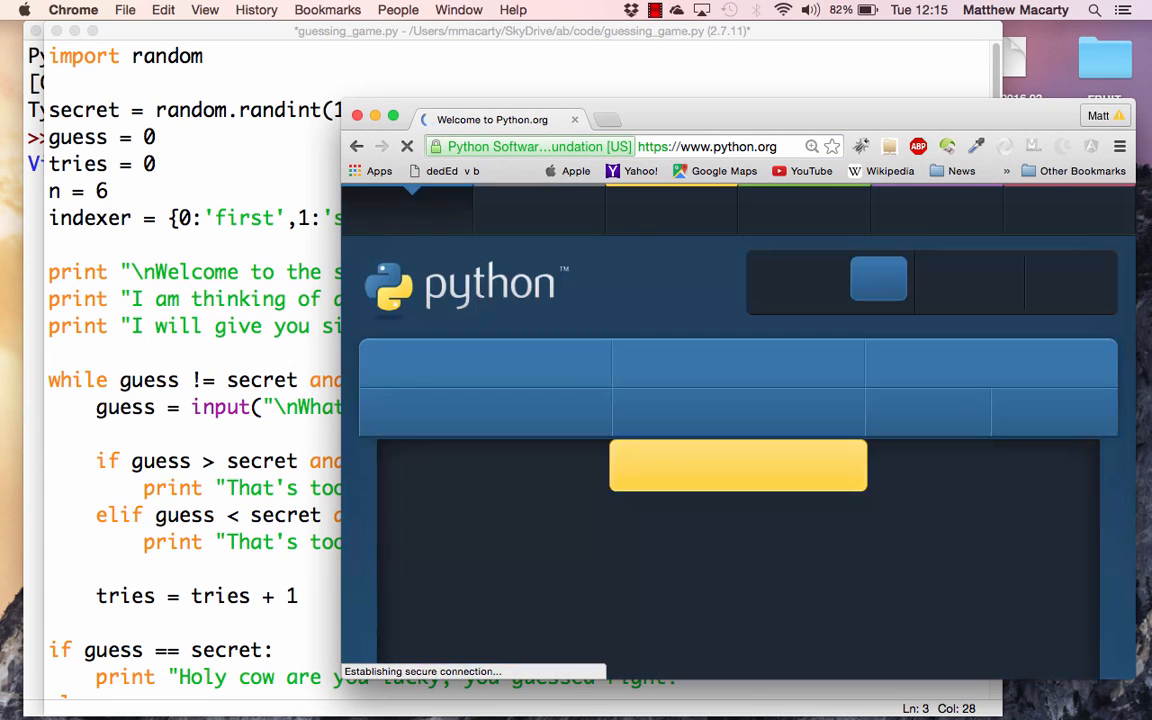 Chrome File Edit View History Bookmarks People Window Help 82% Tue 12:15 Matthew Macarty
*guessing_game.py - /Users/mmacarty/SkyDrive/ab/code/guessing_game.py (2.7.11)*
import random
secret = random.randint(1
guess = 0
tries = 0
n = 6
indexer = {0:'first',1:'s
print "\nWelcome to the s
print "I am thinking of a
print "I will give you si
while guess != secret and
guess = input("\nWhat
if guess > secret and
print "That's too
elif guess < secret a
print "That's too
tries = tries + 1
if guess == secret:
print "Holy cow are you lucky, you guessed right!
Ln: 3 Col: 28
Welcome to Python.org
Matt
Python Softwar...undation [US] https://www.python.org
ABP
Apps dedEd v b Apple Yahoo! Google Maps YouTube Wikipedia News » Other Bookmarks
python™
Establishing secure connection...